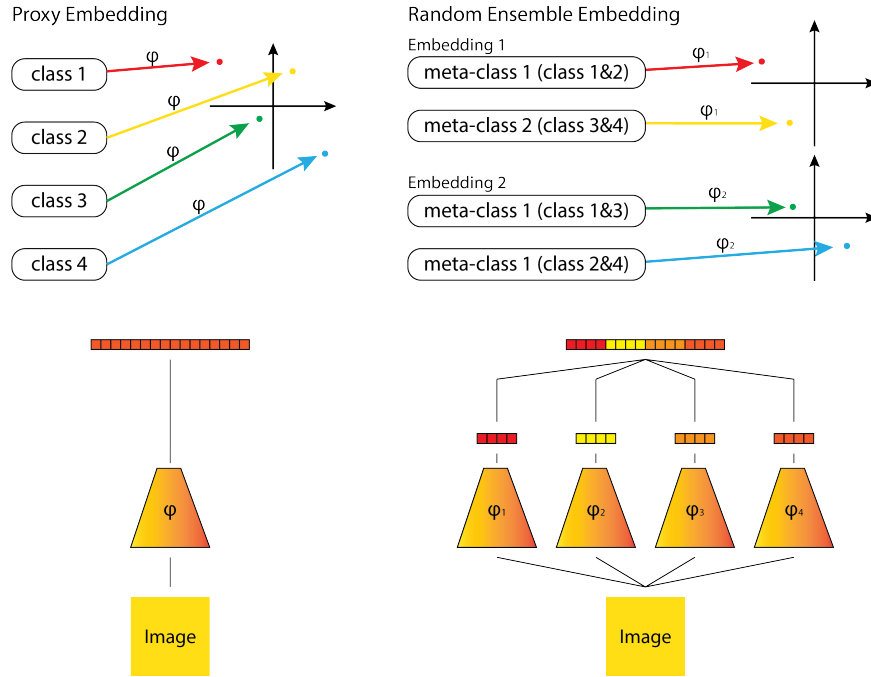 Proxy Embedding
φ
class 1
φ
class 2
φ
class 3
φ
class 4
Random Ensemble Embedding
Embedding 1
φ1
meta-class 1 (class 1&2)
φ1
meta-class 2 (class 3&4)
Embedding 2
φ2
meta-class 1 (class 1&3)
φ2
meta-class 1 (class 2&4)
φ
Image
φ1 φ2 φ3 φ4
Image